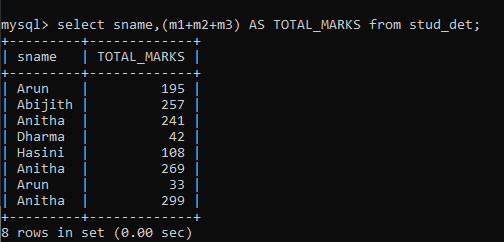 mysql> select sname,(m1+m2+m3) AS TOTAL_MARKS from stud_det;
+----------+-------------+
| sname    | TOTAL_MARKS |
+----------+-------------+
| Arun     |         195 |
| Abijith  |         257 |
| Anitha   |         241 |
| Dharma   |          42 |
| Hasini   |         108 |
| Anitha   |         269 |
| Arun     |          33 |
| Anitha   |         299 |
+----------+-------------+
8 rows in set (0.00 sec)